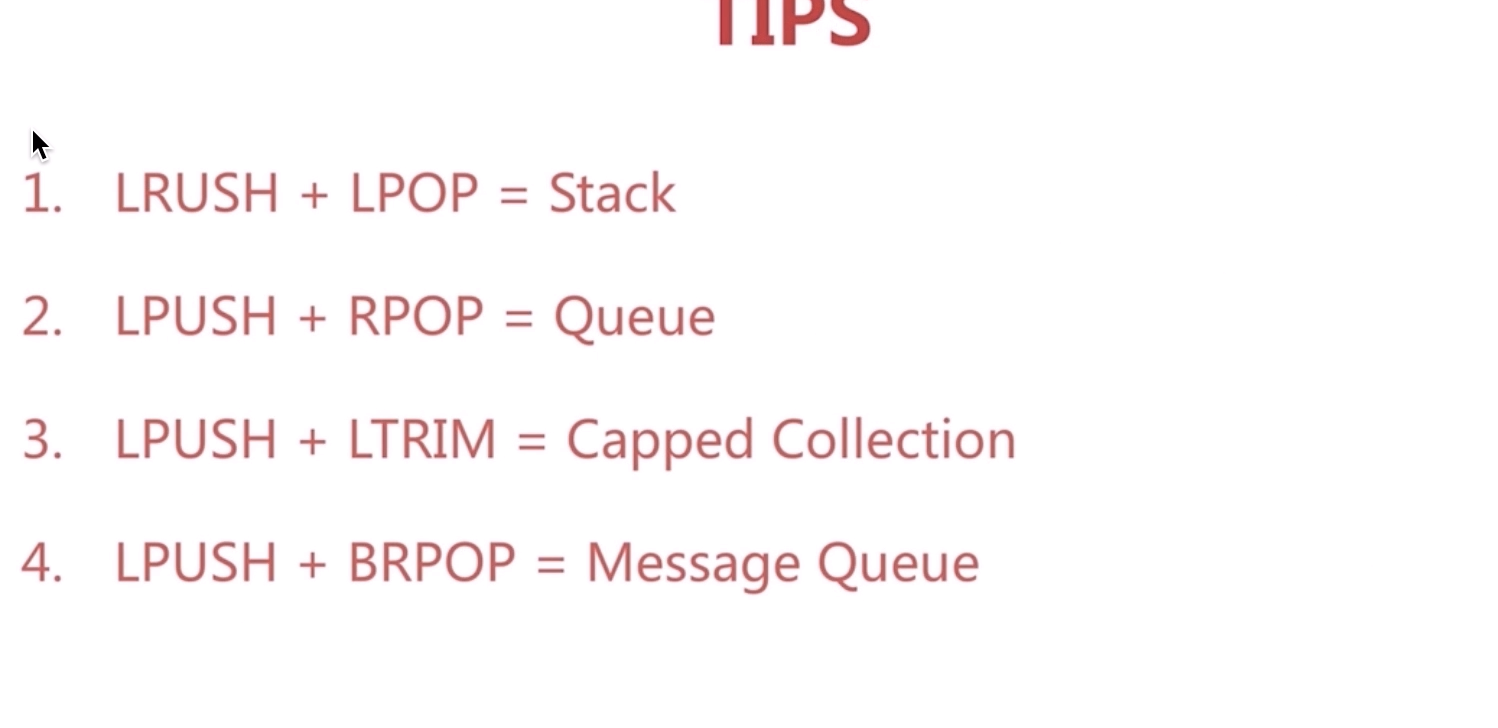 TIPS
1. LRUSH + LPOP = Stack
2. LPUSH + RPOP = Queue
3. LPUSH + LTRIM = Capped Collection
4. LPUSH + BRPOP = Message Queue